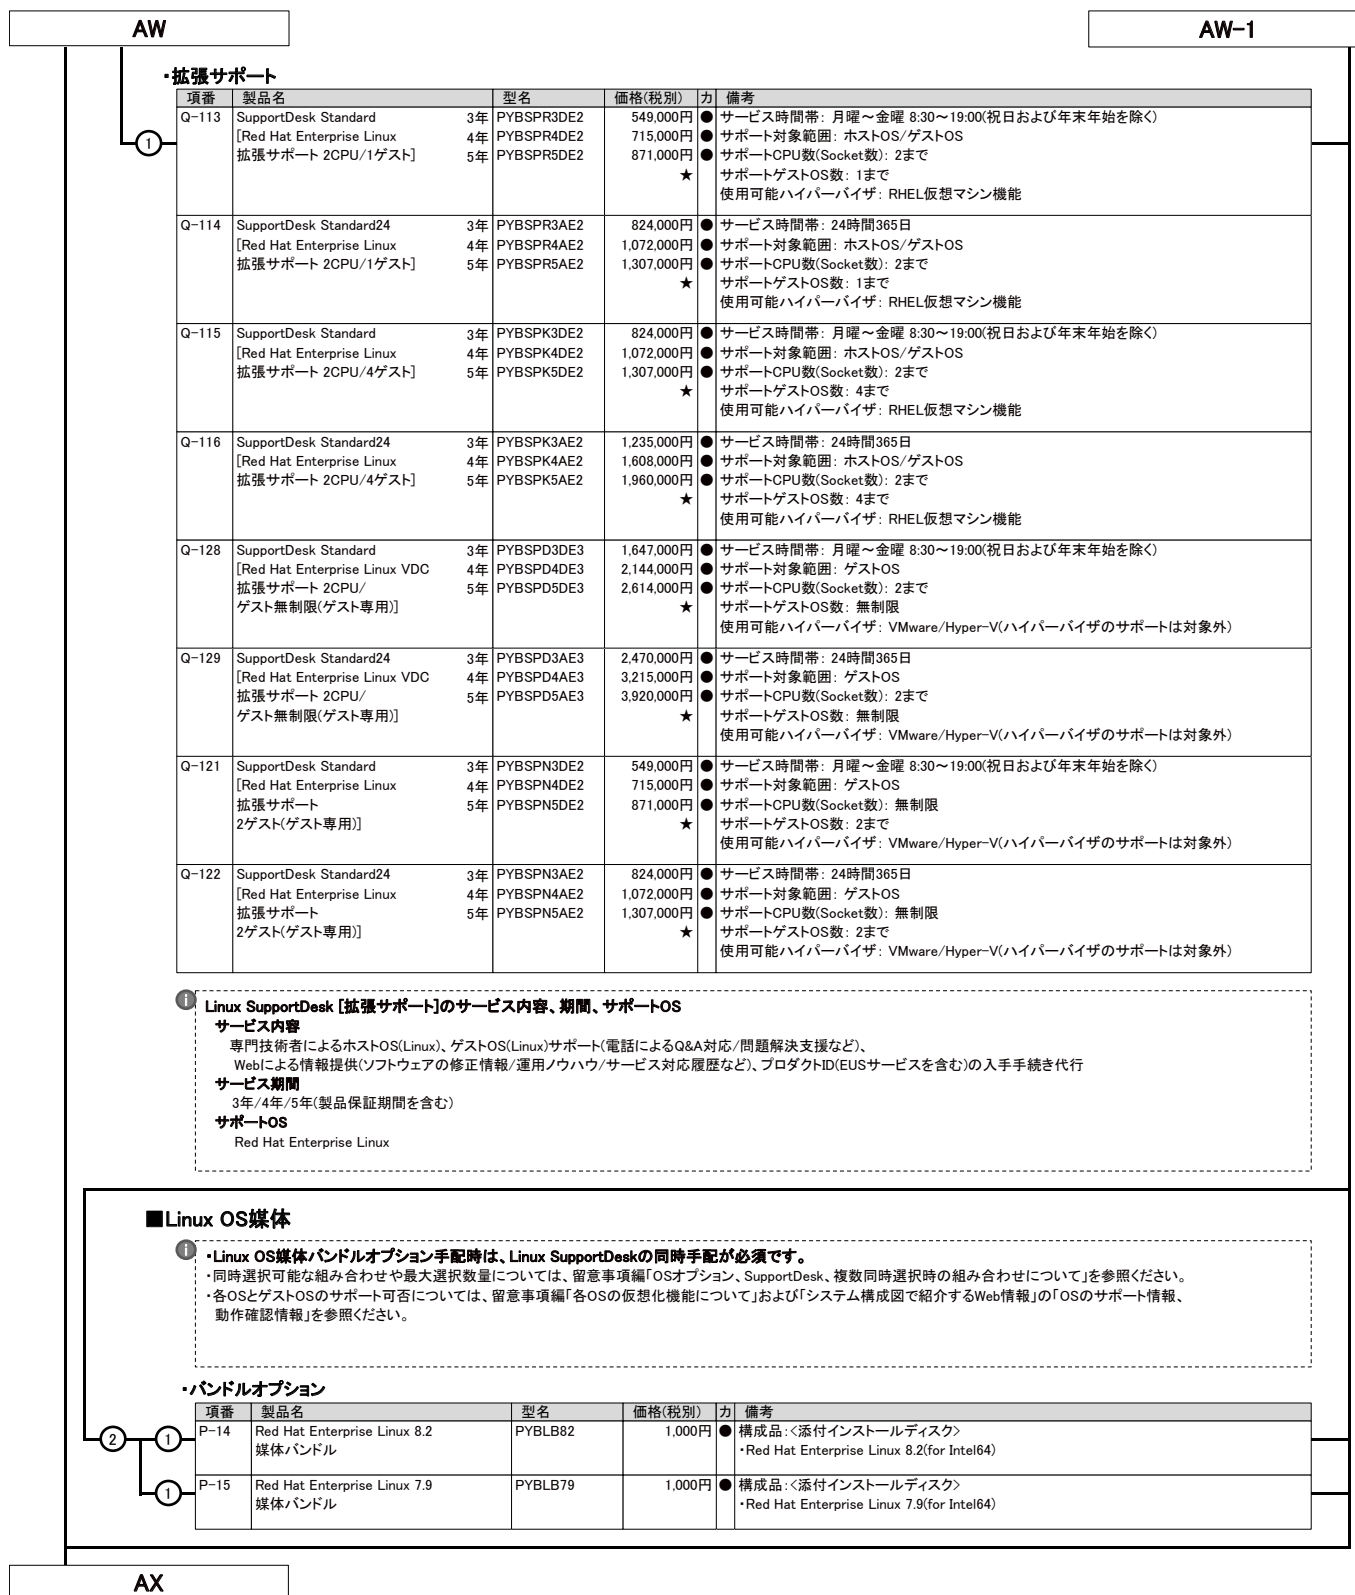 AW
AW-1
・拡張サポート
項番 製品名 型名 価格(税別) カ 備考
Q-113 SupportDesk Standard 3年 PYBSPR3DE2 549,000円 ● サービス時間帯: 月曜～金曜 8:30～19:00(祝日および年末年始を除く)
① [Red Hat Enterprise Linux 4年 PYBSPR4DE2 715,000円 ● サポート対象範囲: ホストOS/ゲストOS
拡張サポート 2CPU/1ゲスト] 5年 PYBSPR5DE2 871,000円 ● サポートCPU数(Socket数): 2まで
★ サポートゲストOS数: 1まで
使用可能ハイパーバイザ: RHEL仮想マシン機能
Q-114 SupportDesk Standard24 3年 PYBSPR3AE2 824,000円 ● サービス時間帯: 24時間365日
[Red Hat Enterprise Linux 4年 PYBSPR4AE2 1,072,000円 ● サポート対象範囲: ホストOS/ゲストOS
拡張サポート 2CPU/1ゲスト] 5年 PYBSPR5AE2 1,307,000円 ● サポートCPU数(Socket数): 2まで
★ サポートゲストOS数: 1まで
使用可能ハイパーバイザ: RHEL仮想マシン機能
Q-115 SupportDesk Standard 3年 PYBSPK3DE2 824,000円 ● サービス時間帯: 月曜～金曜 8:30～19:00(祝日および年末年始を除く)
[Red Hat Enterprise Linux 4年 PYBSPK4DE2 1,072,000円 ● サポート対象範囲: ホストOS/ゲストOS
拡張サポート 2CPU/4ゲスト] 5年 PYBSPK5DE2 1,307,000円 ● サポートCPU数(Socket数): 2まで
★ サポートゲストOS数: 4まで
使用可能ハイパーバイザ: RHEL仮想マシン機能
Q-116 SupportDesk Standard24 3年 PYBSPK3AE2 1,235,000円 ● サービス時間帯: 24時間365日
[Red Hat Enterprise Linux 4年 PYBSPK4AE2 1,608,000円 ● サポート対象範囲: ホストOS/ゲストOS
拡張サポート 2CPU/4ゲスト] 5年 PYBSPK5AE2 1,960,000円 ● サポートCPU数(Socket数): 2まで
★ サポートゲストOS数: 4まで
使用可能ハイパーバイザ: RHEL仮想マシン機能
Q-128 SupportDesk Standard 3年 PYBSPD3DE3 1,647,000円 ● サービス時間帯: 月曜～金曜 8:30～19:00(祝日および年末年始を除く)
[Red Hat Enterprise Linux VDC 4年 PYBSPD4DE3 2,144,000円 ● サポート対象範囲: ゲストOS
拡張サポート 2CPU/ 5年 PYBSPD5DE3 2,614,000円 ● サポートCPU数(Socket数): 2まで
ゲスト無制限(ゲスト専用)] ★ サポートゲストOS数: 無制限
使用可能ハイパーバイザ: VMware/Hyper-V(ハイパーバイザのサポートは対象外)
Q-129 SupportDesk Standard24 3年 PYBSPD3AE3 2,470,000円 ● サービス時間帯: 24時間365日
[Red Hat Enterprise Linux VDC 4年 PYBSPD4AE3 3,215,000円 ● サポート対象範囲: ゲストOS
拡張サポート 2CPU/ 5年 PYBSPD5AE3 3,920,000円 ● サポートCPU数(Socket数): 2まで
ゲスト無制限(ゲスト専用)] ★ サポートゲストOS数: 無制限
使用可能ハイパーバイザ: VMware/Hyper-V(ハイパーバイザのサポートは対象外)
Q-121 SupportDesk Standard 3年 PYBSPN3DE2 549,000円 ● サービス時間帯: 月曜～金曜 8:30～19:00(祝日および年末年始を除く)
[Red Hat Enterprise Linux 4年 PYBSPN4DE2 715,000円 ● サポート対象範囲: ゲストOS
拡張サポート 5年 PYBSPN5DE2 871,000円 ● サポートCPU数(Socket数): 無制限
2ゲスト(ゲスト専用)] ★ サポートゲストOS数: 2まで
使用可能ハイパーバイザ: VMware/Hyper-V(ハイパーバイザのサポートは対象外)
Q-122 SupportDesk Standard24 3年 PYBSPN3AE2 824,000円 ● サービス時間帯: 24時間365日
[Red Hat Enterprise Linux 4年 PYBSPN4AE2 1,072,000円 ● サポート対象範囲: ゲストOS
拡張サポート 5年 PYBSPN5AE2 1,307,000円 ● サポートCPU数(Socket数): 無制限
2ゲスト(ゲスト専用)] ★ サポートゲストOS数: 2まで
使用可能ハイパーバイザ: VMware/Hyper-V(ハイパーバイザのサポートは対象外)
i Linux SupportDesk [拡張サポート]のサービス内容、期間、サポートOS
サービス内容
専門技術者によるホストOS(Linux)、ゲストOS(Linux)サポート(電話によるQ&A対応/問題解決支援など)、
Webによる情報提供(ソフトウェアの修正情報/運用ノウハウ/サービス対応履歴など)、プロダクトID(EUSサービスを含む)の入手手続き代行
サービス期間
3年/4年/5年(製品保証期間を含む)
サポートOS
Red Hat Enterprise Linux
■Linux OS媒体
i ・Linux OS媒体バンドルオプション手配時は、Linux SupportDeskの同時手配が必須です。
・同時選択可能な組み合わせや最大選択数量については、留意事項編「OSオプション、SupportDesk、複数同時選択時の組み合わせについて」を参照ください。
・各OSとゲストOSのサポート可否については、留意事項編「各OSの仮想化機能について」および「システム構成図で紹介するWeb情報」の「OSのサポート情報、
動作確認情報」を参照ください。
・バンドルオプション
項番 製品名 型名 価格(税別) カ 備考
② ① P-14 Red Hat Enterprise Linux 8.2 PYBLB82 1,000円 ● 構成品:<添付インストールディスク>
媒体バンドル ・Red Hat Enterprise Linux 8.2(for Intel64)
① P-15 Red Hat Enterprise Linux 7.9 PYBLB79 1,000円 ● 構成品:<添付インストールディスク>
媒体バンドル ・Red Hat Enterprise Linux 7.9(for Intel64)
AX